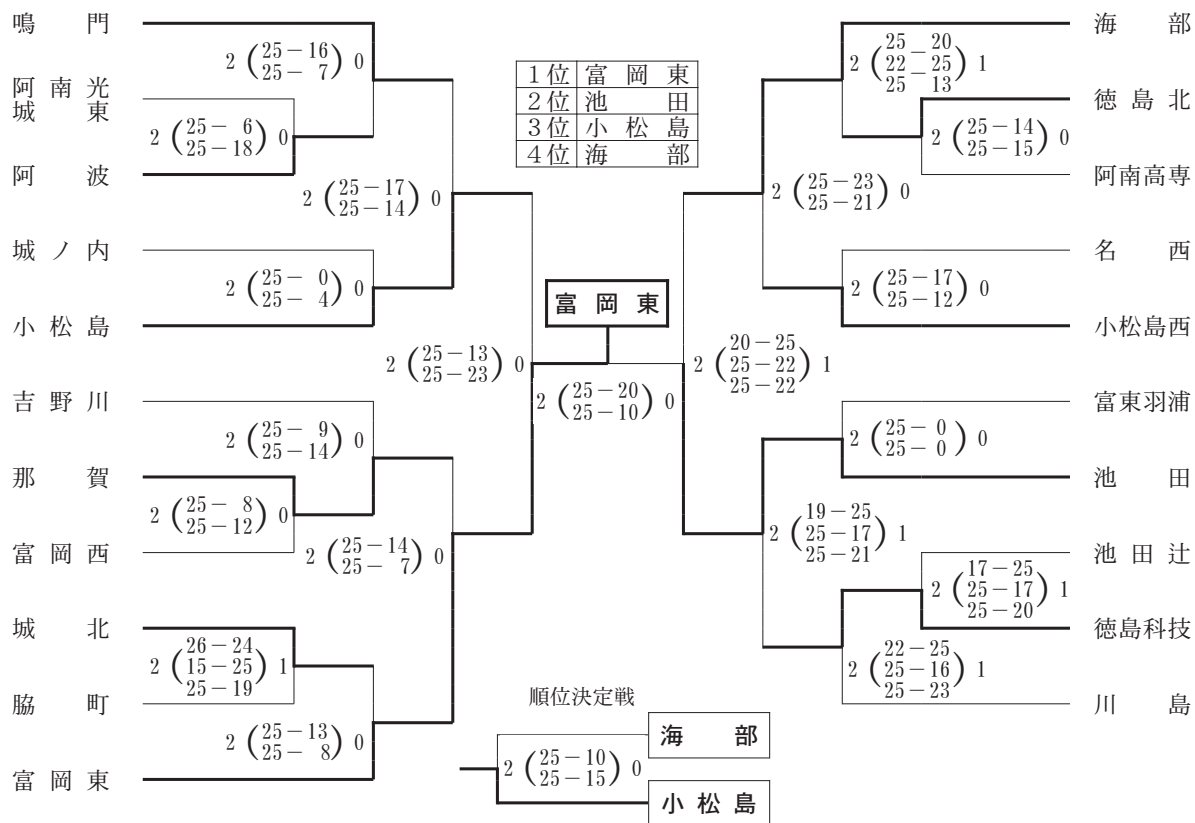 鳴門
2 (25－16 25－7) 0
阿南光
城東
2 (25－6 25－18) 0
阿波
2 (25－17 25－14) 0
城ノ内
2 (25－0 25－4) 0
小松島
2 (25－13 25－23) 0
吉野川
2 (25－9 25－14) 0
那賀
2 (25－8 25－12) 0
富岡西
2 (25－14 25－7) 0
城北
2 (26－24 15－25 25－19) 1
脇町
2 (25－13 25－8) 0
富岡東
1位 富岡東
2位 池田
3位 小松島
4位 海部
富岡東
2 (25－20 25－10) 0
海部
2 (25－20 22－25 25－13) 1
徳島北
2 (25－14 25－15) 0
阿南高専
2 (25－23 25－21) 0
名西
2 (25－17 25－12) 0
小松島西
2 (20－25 25－22 25－22) 1
富東羽浦
2 (25－0 25－0) 0
池田
2 (19－25 25－17 25－21) 1
池田辻
2 (17－25 25－17 25－20) 1
徳島科技
2 (22－25 25－16 25－23) 1
川島
順位決定戦
海部
2 (25－10 25－15) 0
小松島